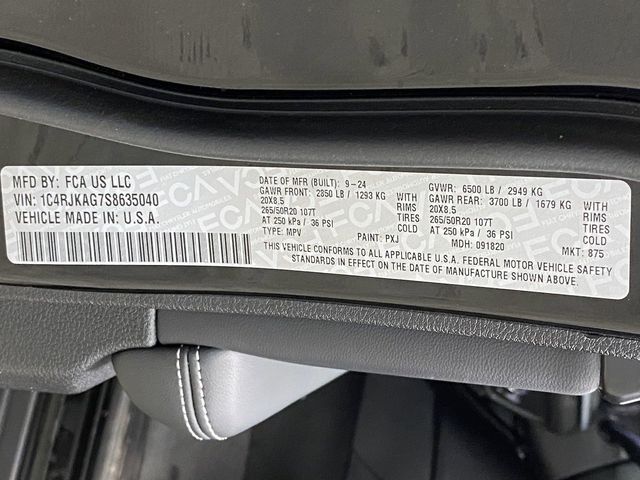 MFD BY: FCA US LLC
VIN: 1C4RJKAG7S8635040
VEHICLE MADE IN: U.S.A.
DATE OF MFR (BUILT): 9-24
GAWR FRONT: 2850 LB / 1293 KG
20X8.5
265/50R20 107T
AT 250 kPa / 36 PSI
TYPE: MPV PAINT: PXJ
WITH
RIMS
TIRES
COLD
GVWR: 6500 LB / 2949 KG
GAWR REAR: 3700 LB / 1679 KG
20X8.5
265/50R20 107T
AT 250 kPa / 36 PSI
MDH: 091820 MKT: 875
WITH
RIMS
TIRES
COLD
THIS VEHICLE CONFORMS TO ALL APPLICABLE U.S.A. FEDERAL MOTOR VEHICLE SAFETY
STANDARDS IN EFFECT ON THE DATE OF MANUFACTURE SHOWN ABOVE.